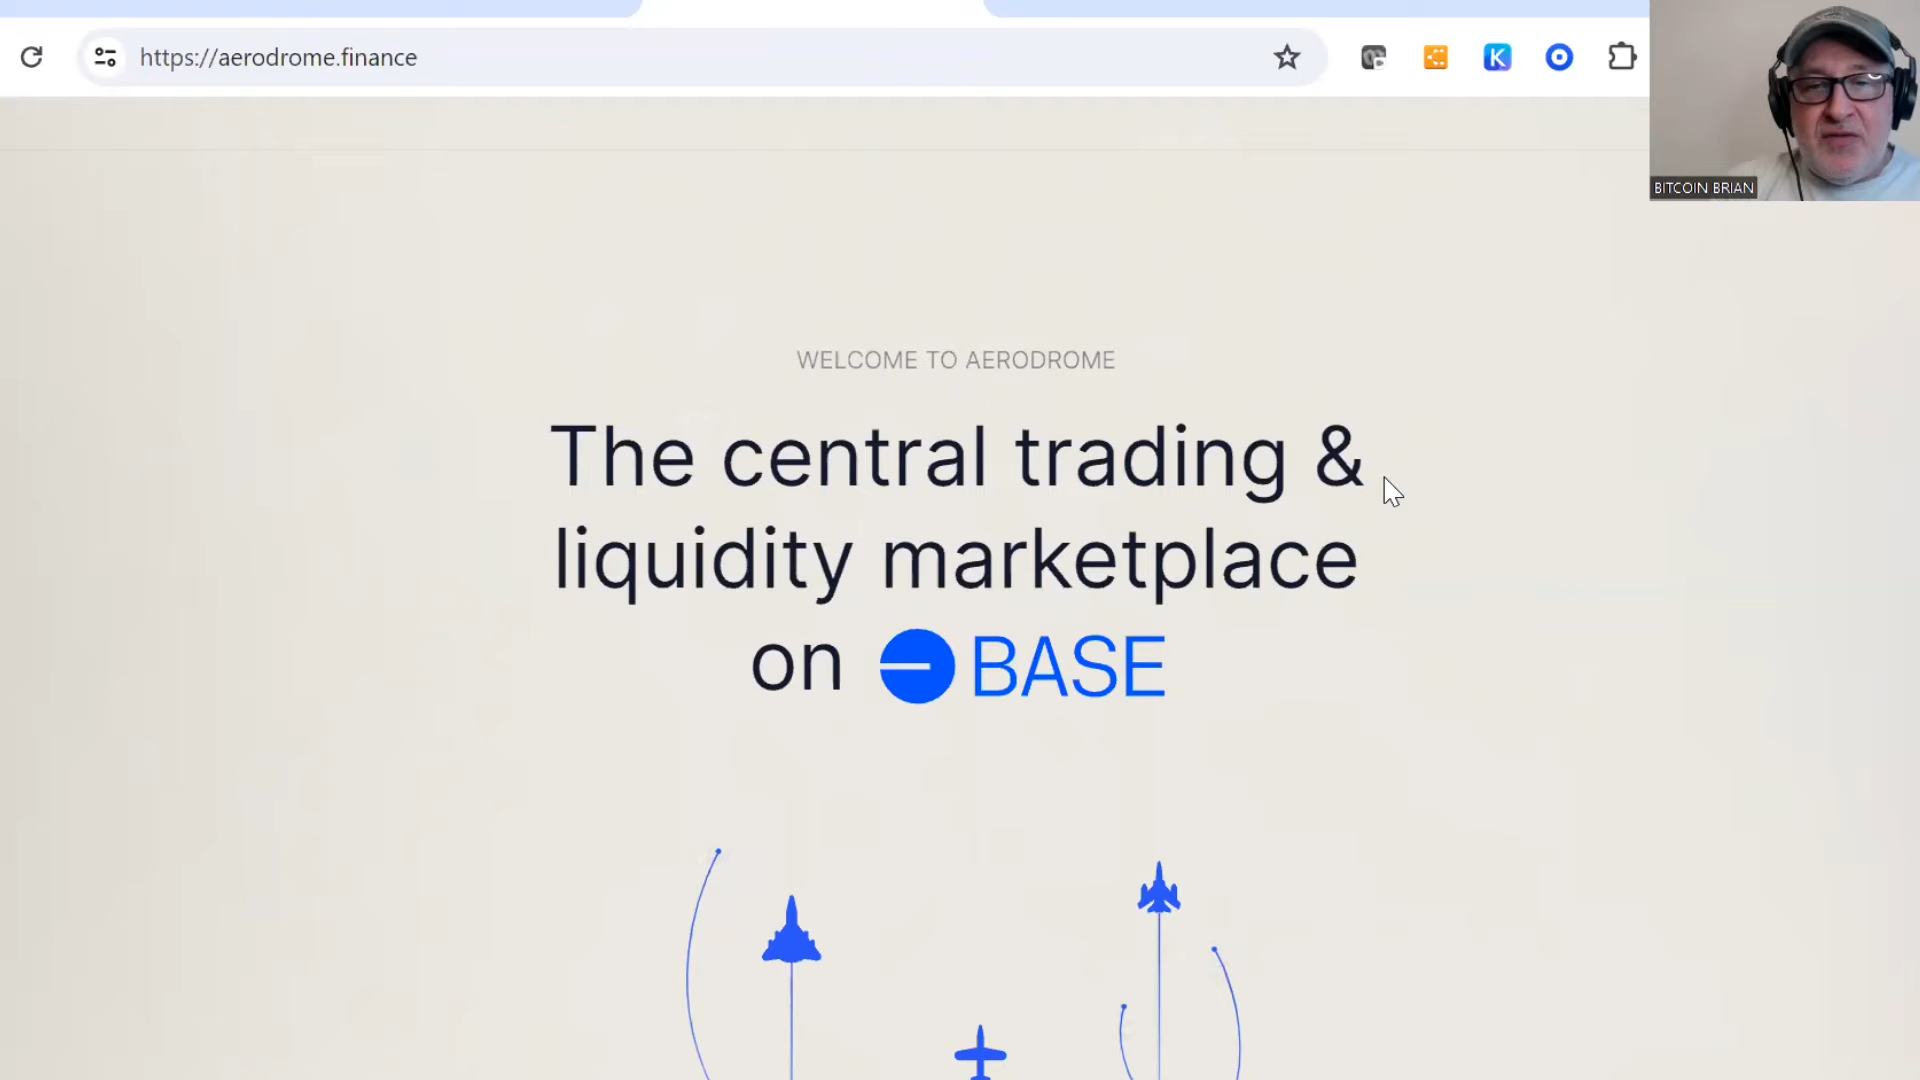 https://aerodrome.finance
K
BITCOIN BRIAN
WELCOME TO AERODROME
The central trading &
liquidity marketplace
on BASE